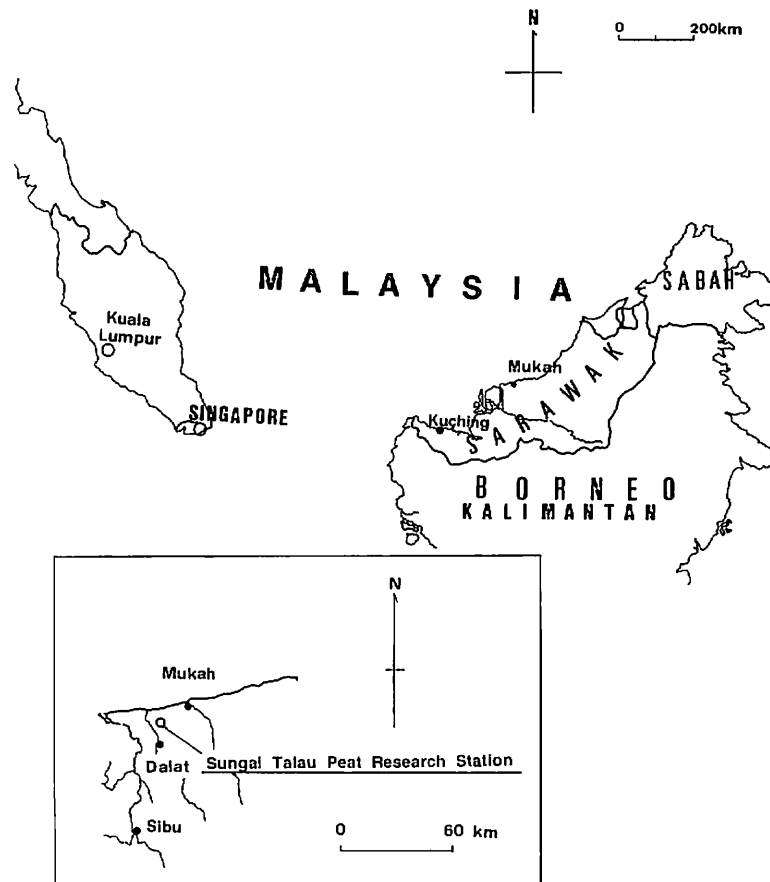 N
0 200km
MALAYSIA
SABAH
Kuala
Lumpur
Mukah
SINGAPORE
Kuching
SARAWAK
BORNEO
KALIMANTAN
N
Mukah
Dalat
Sungal Talau Peat Research Station
Sibu
0 60 km